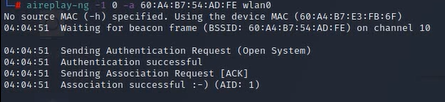 # aireplay-ng -1 0 -a 60:A4:B7:54:AD:FE wlan0
No source MAC (-h) specified. Using the device MAC (60:A4:B7:E3:FB:6F)
04:04:51  Waiting for beacon frame (BSSID: 60:A4:B7:54:AD:FE) on channel 10
04:04:51  Sending Authentication Request (Open System)
04:04:51  Authentication successful
04:04:51  Sending Association Request [ACK]
04:04:51  Association successful :-) (AID: 1)